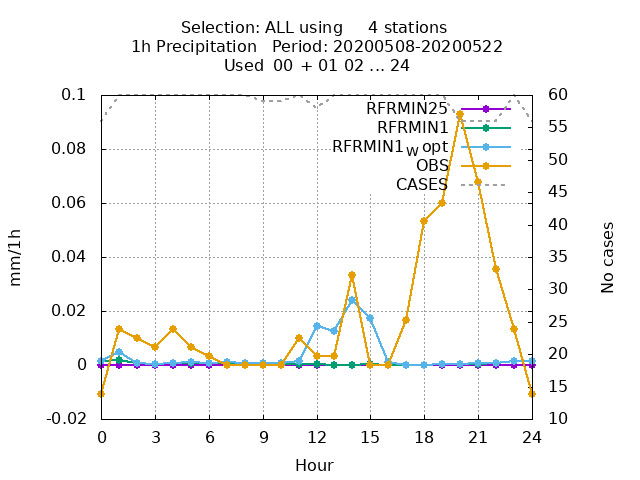 Selection: ALL using 4 stations
1h Precipitation Period: 20200508-20200522
Used 00 + 01 02 ... 24
0.1
0.08
0.06
0.04
0.02
0
-0.02
mm/1h
RFRMIN25
RFRMIN1
RFRMIN1w opt
OBS
CASES
60
55
50
45
40
35
30
25
20
15
10
No cases
0 3 6 9 12 15 18 21 24
Hour